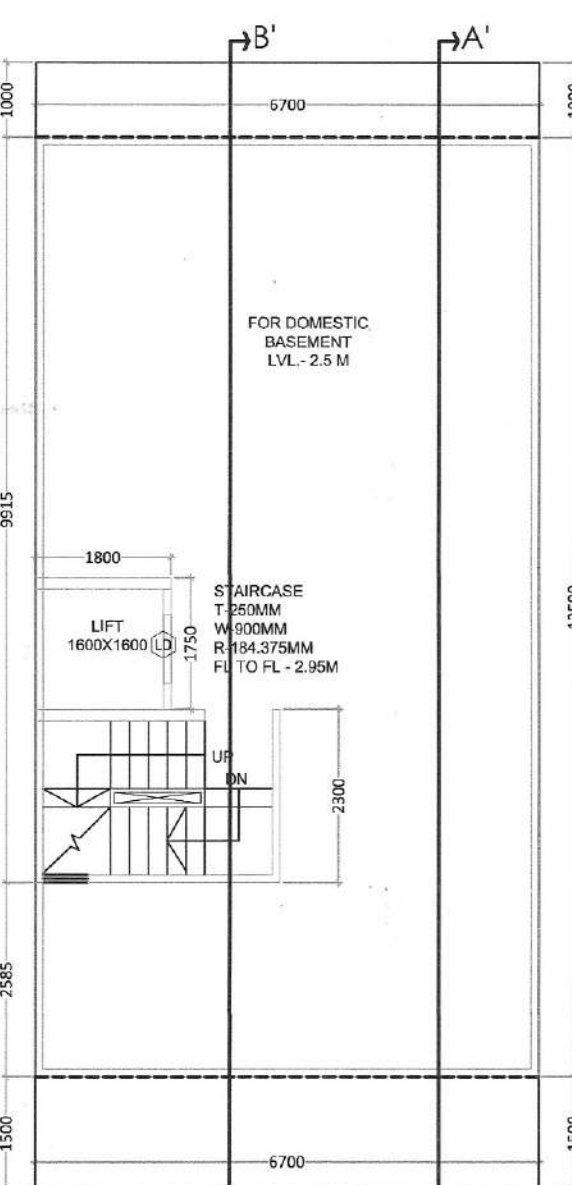 B'
A'
1000
6700
FOR DOMESTIC
BASEMENT
LVL.- 2.5 M
9915
1800
STAIRCASE
T-250MM
W-900MM
R-184.375MM
FL TO FL - 2.95M
LIFT
1600X1600
LD
1750
UP
DN
2300
2585
1500
6700